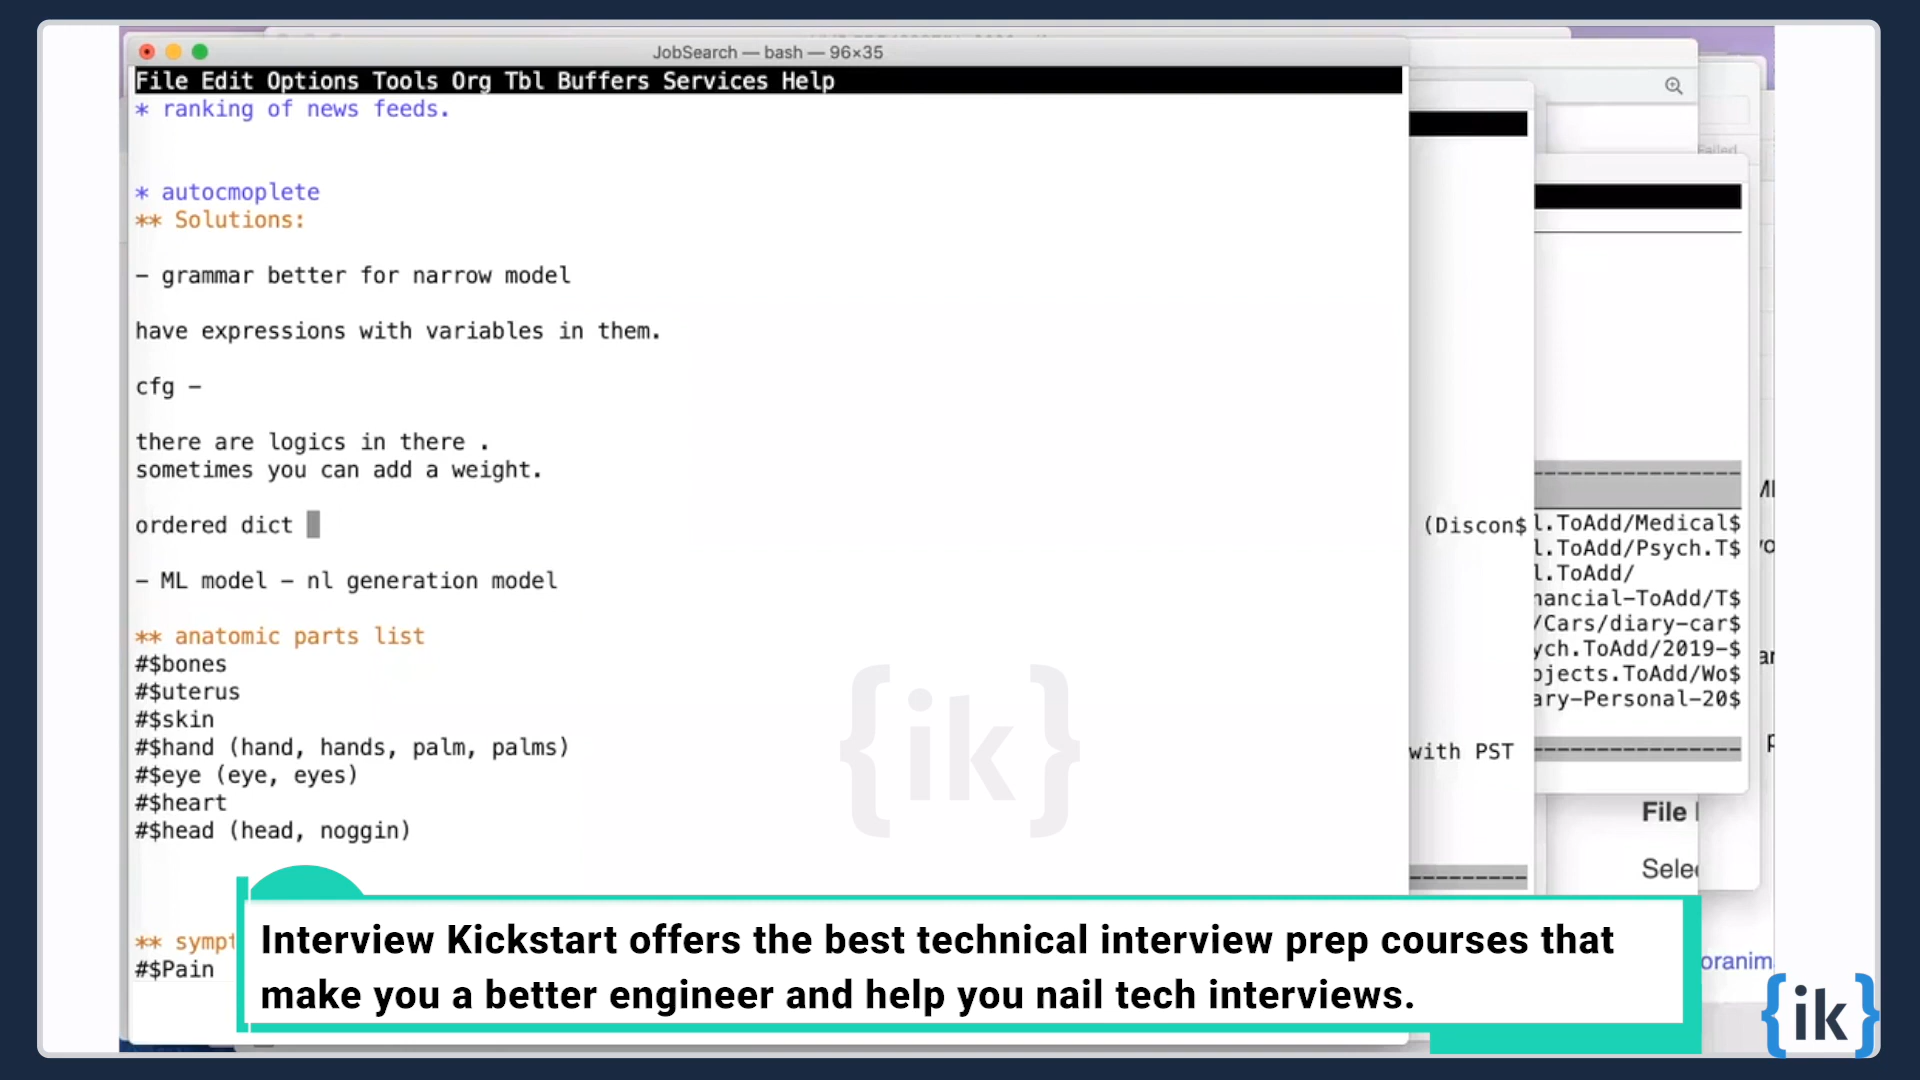 JobSearch — bash — 96×35
File Edit Options Tools Org Tbl Buffers Services Help
* ranking of news feeds.
* autocmoplete
** Solutions:
- grammar better for narrow model
have expressions with variables in them.
cfg -
there are logics in there .
sometimes you can add a weight.
ordered dict
- ML model - nl generation model
** anatomic parts list
#$bones
#$uterus
#$skin
#$hand (hand, hands, palm, palms)
#$eye (eye, eyes)
#$heart
#$head (head, noggin)
** sympt
#$Pain
Failed
(Discon$
with PST
l.ToAdd/Medical$
l.ToAdd/Psych.T$
l.ToAdd/
nancial-ToAdd/T$
/Cars/diary-car$
ych.ToAdd/2019-$
ojects.ToAdd/Wo$
ary-Personal-20$
File
Selec
oranim
{ik}
Interview Kickstart offers the best technical interview prep courses that
make you a better engineer and help you nail tech interviews.
{ik}